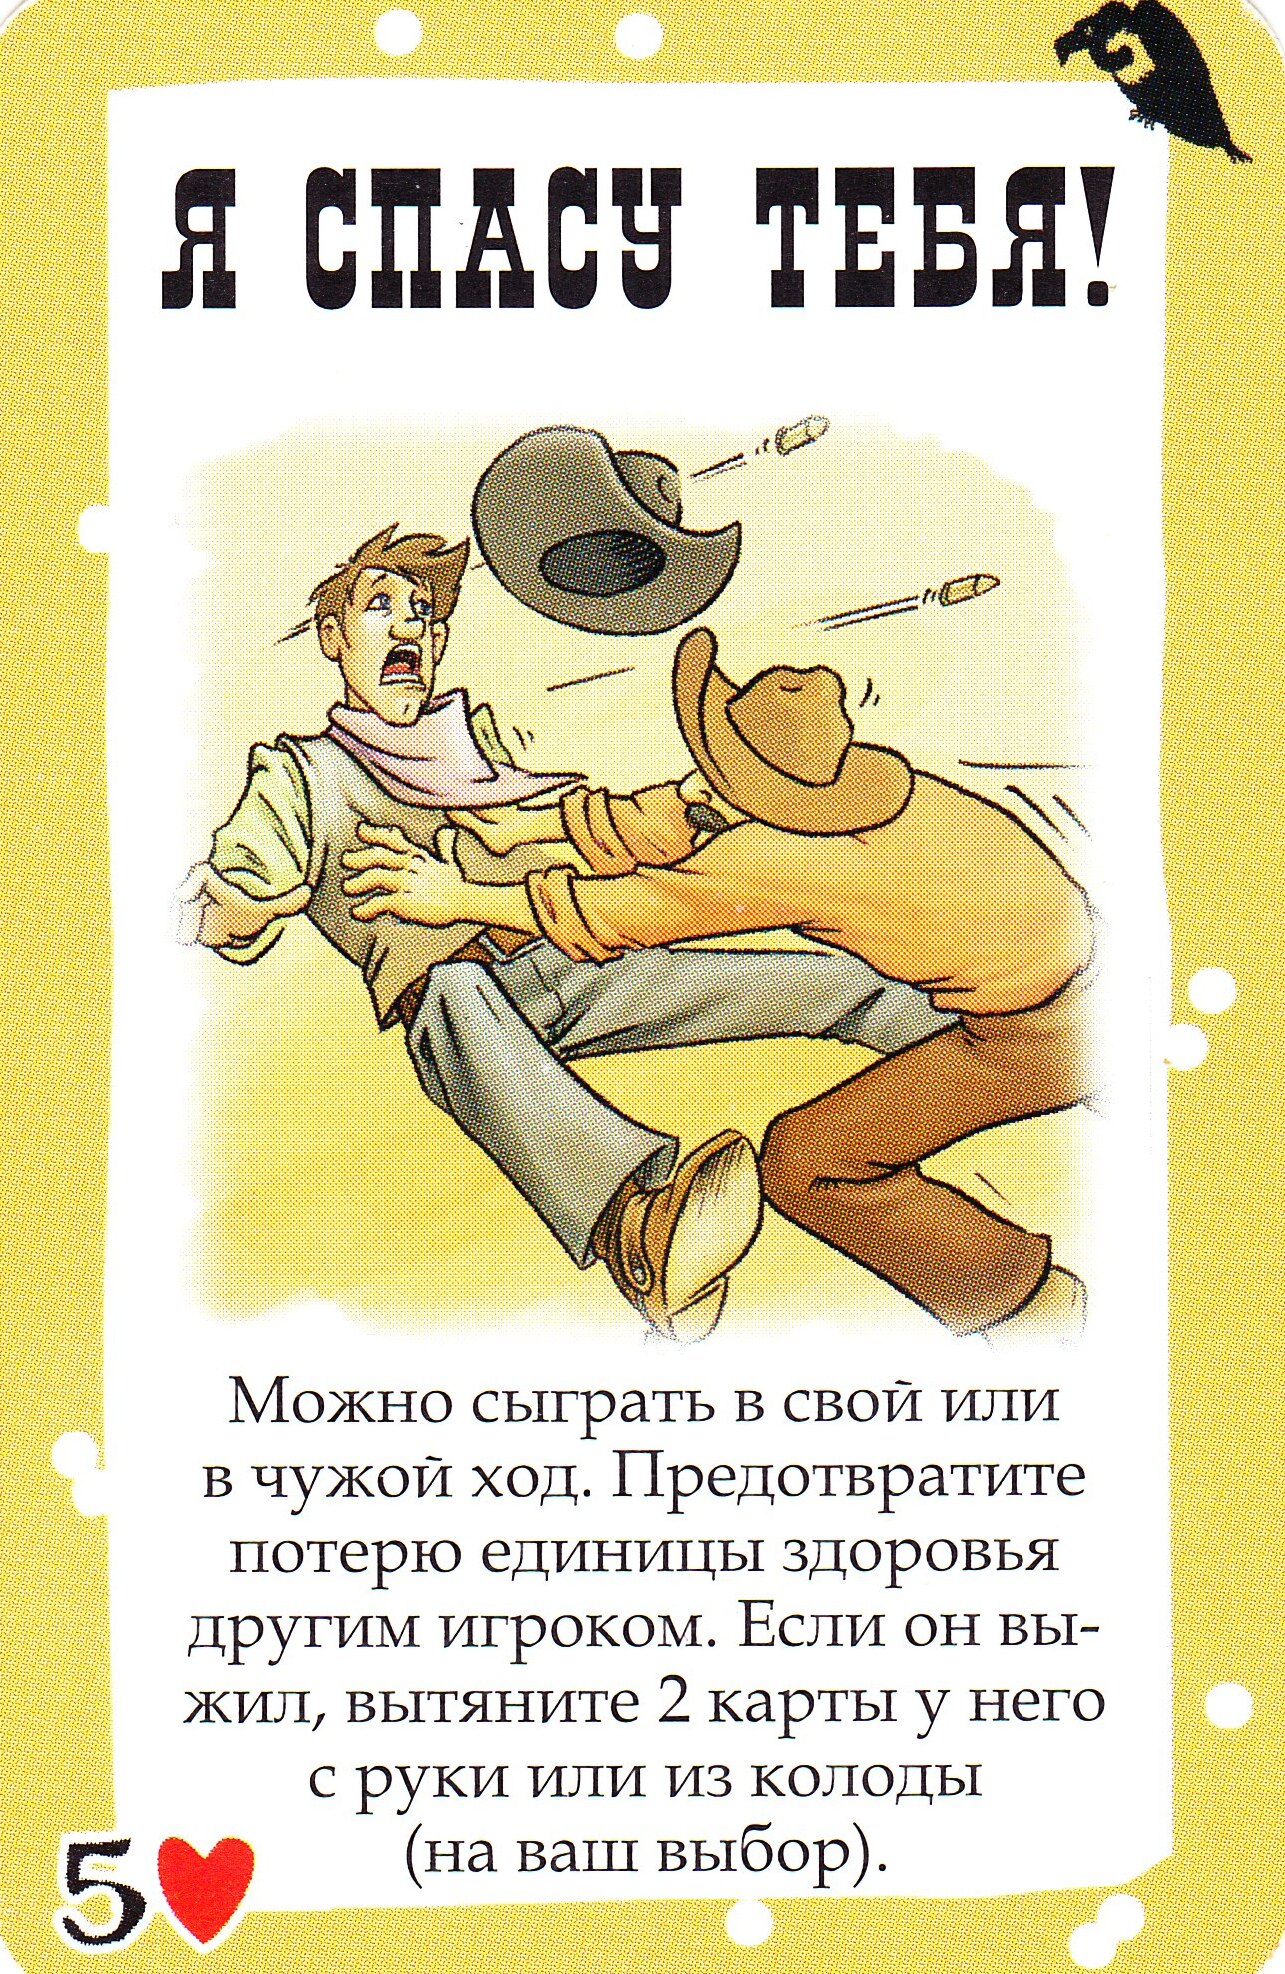 Я СПАСУ ТЕБЯ!
Можно сыграть в свой или
в чужой ход. Предотвратите
потерю единицы здоровья
другим игроком. Если он вы-
жил, вытяните 2 карты у него
с руки или из колоды
(на ваш выбор).
5